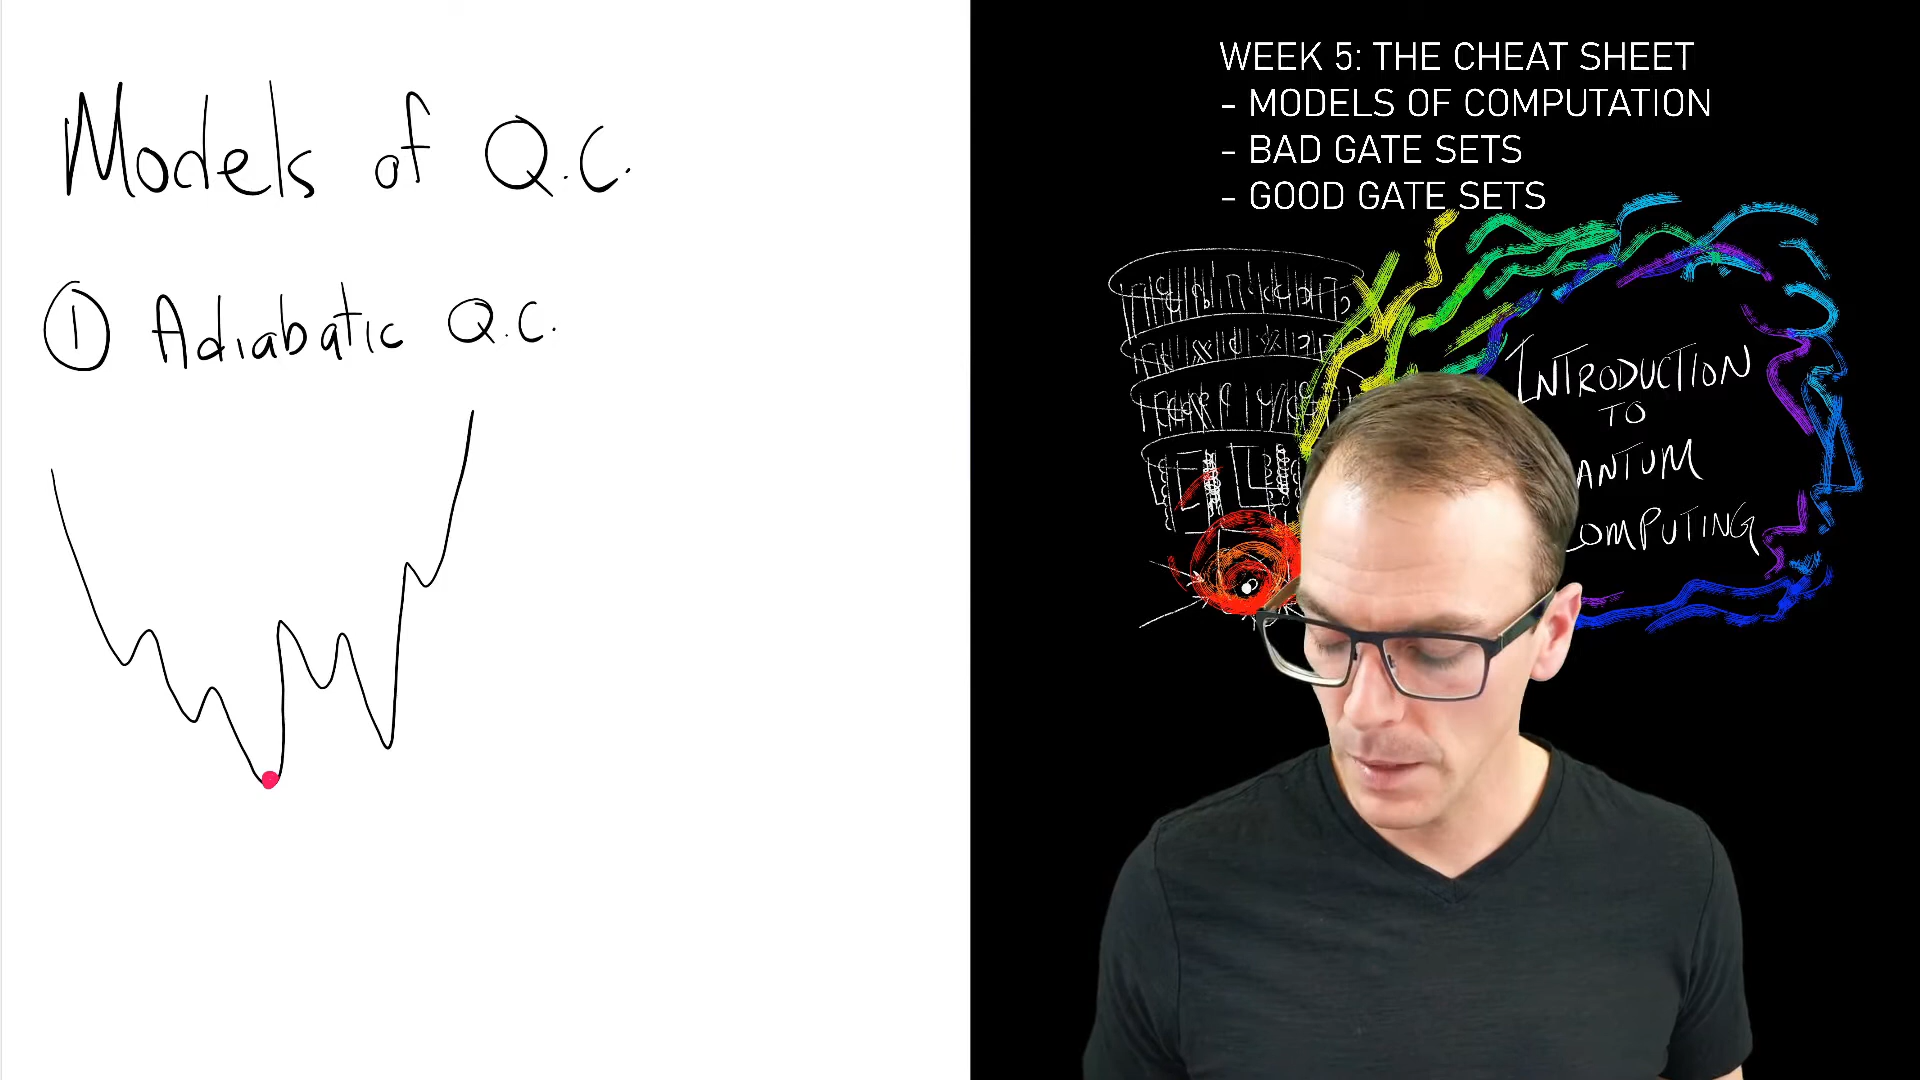 Models of Q.C.
① Adiabatic Q.C.
WEEK 5: THE CHEAT SHEET
- MODELS OF COMPUTATION
- BAD GATE SETS
- GOOD GATE SETS
INTRODUCTION
TO
ANTUM
COMPUTING